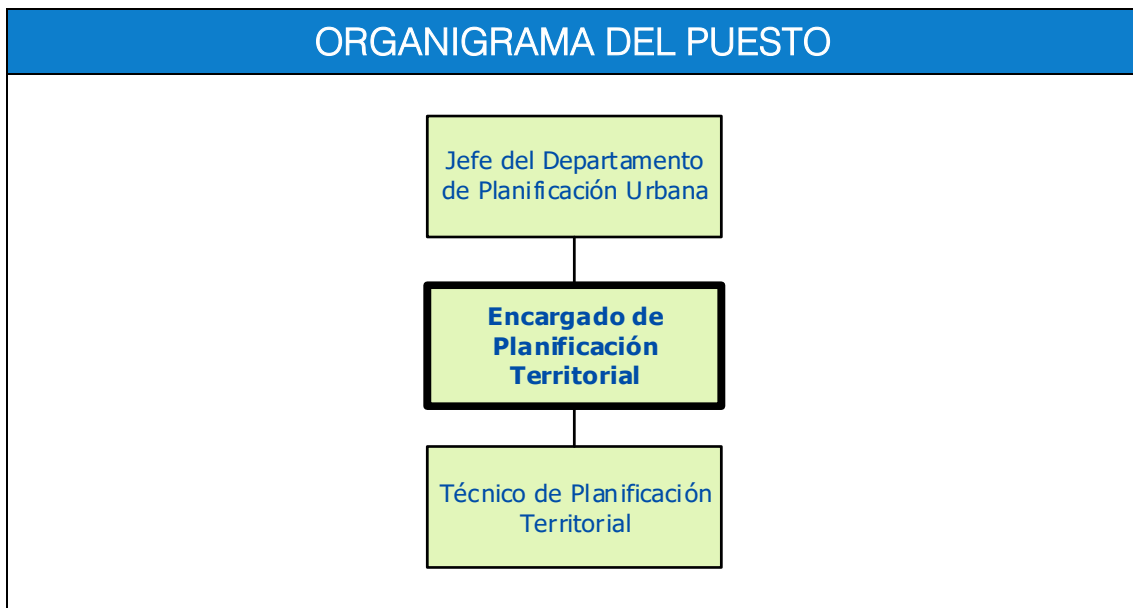 ORGANIGRAMA DEL PUESTO
Jefe del Departamento
de Planificación Urbana
Encargado de
Planificación
Territorial
Técnico de Planificación
Territorial